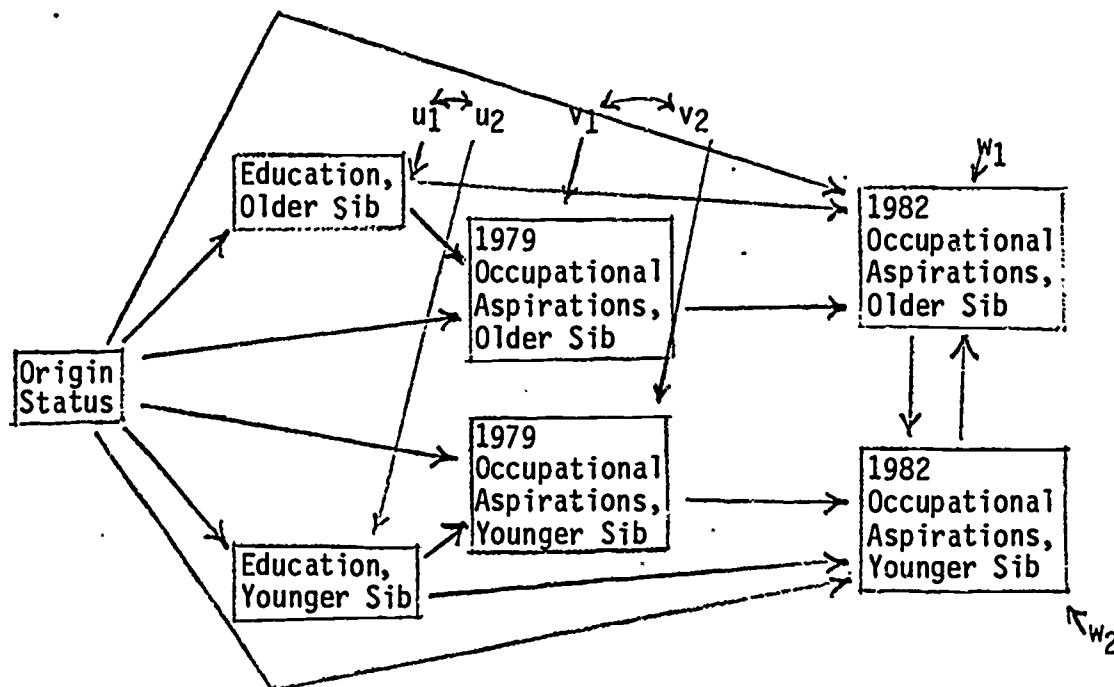 u1 u2 v1 v2
w1
Education,
Older Sib
1982
Occupational
Aspirations,
Older Sib
1979
Occupational
Aspirations,
Older Sib
Origin
Status
1979
Occupational
Aspirations,
Younger Sib
1982
Occupational
Aspirations,
Younger Sib
Education,
Younger Sib
w2